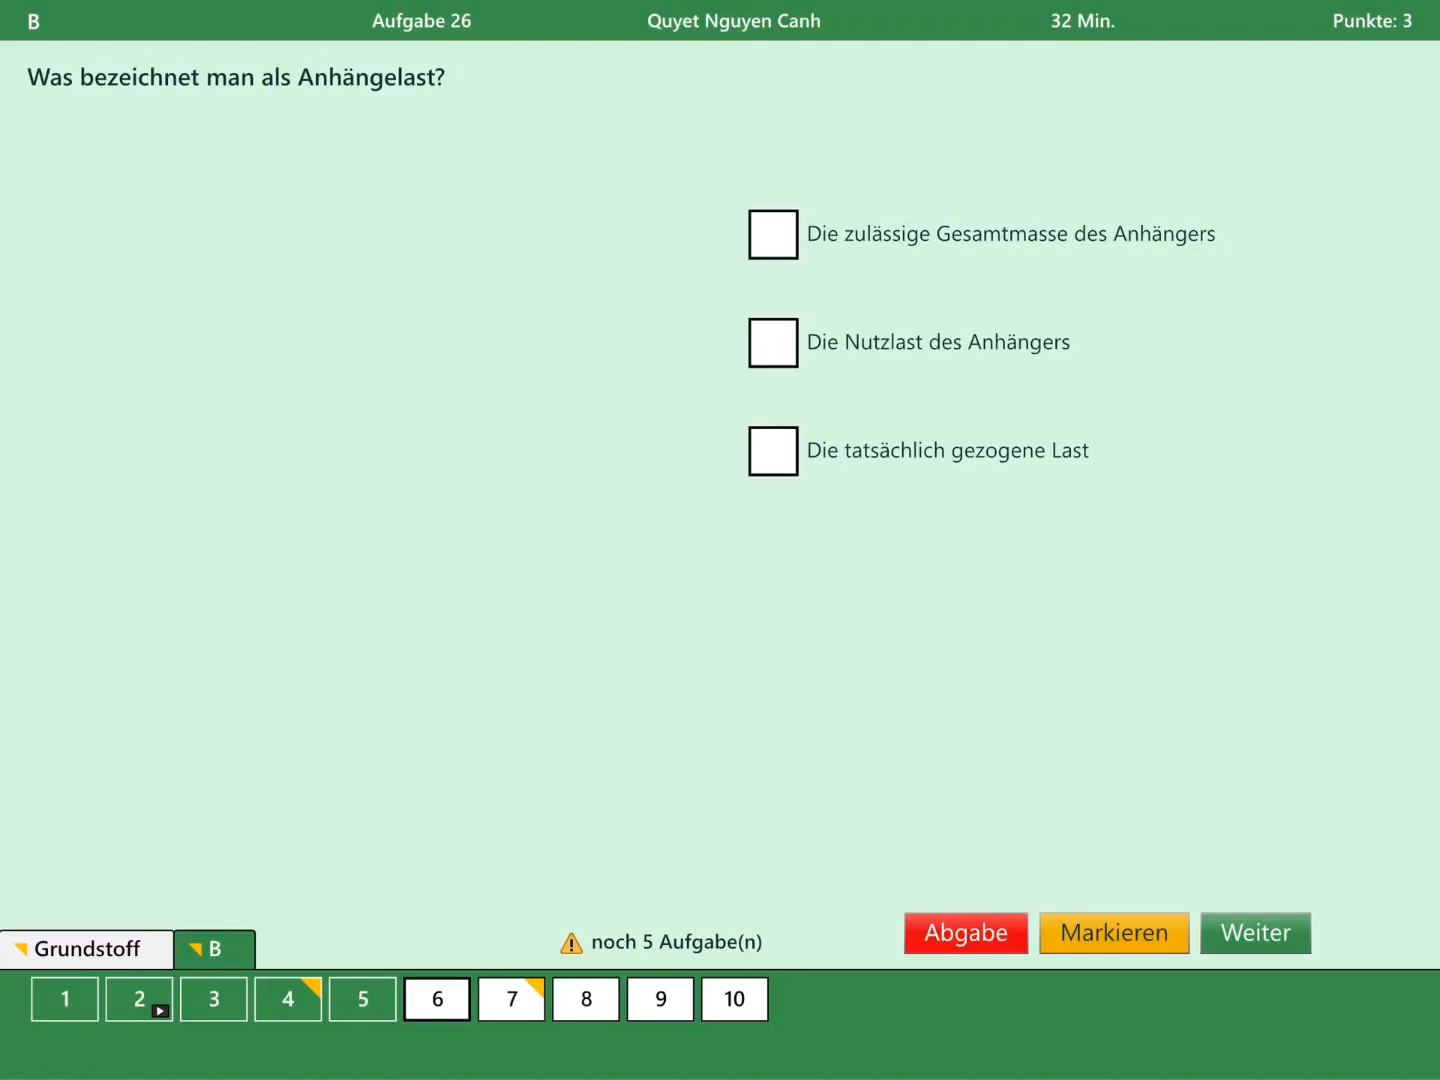 B
Aufgabe 26
Quyet Nguyen Canh
32 Min.
Punkte: 3
Was bezeichnet man als Anhängelast?
Die zulässige Gesamtmasse des Anhängers
Die Nutzlast des Anhängers
Die tatsächlich gezogene Last
Grundstoff
B
noch 5 Aufgabe(n)
Abgabe
Markieren
Weiter
1
2
3
4
5
6
7
8
9
10